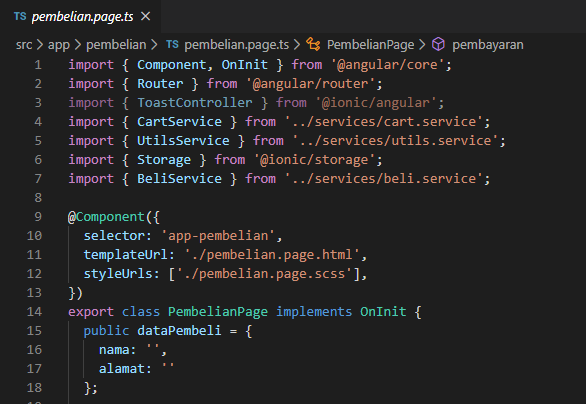 TS pembelian.page.ts ×
src > app > pembelian > TS pembelian.page.ts > PembelianPage > pembayaran
1 import { Component, OnInit } from '@angular/core';
2 import { Router } from '@angular/router';
3 import { ToastController } from '@ionic/angular';
4 import { CartService } from '../services/cart.service';
5 import { UtilsService } from '../services/utils.service';
6 import { Storage } from '@ionic/storage';
7 import { BeliService } from '../services/beli.service';
8
9 @Component({
10   selector: 'app-pembelian',
11   templateUrl: './pembelian.page.html',
12   styleUrls: ['./pembelian.page.scss'],
13 })
14 export class PembelianPage implements OnInit {
15   public dataPembeli = {
16     nama: '',
17     alamat: ''
18   };